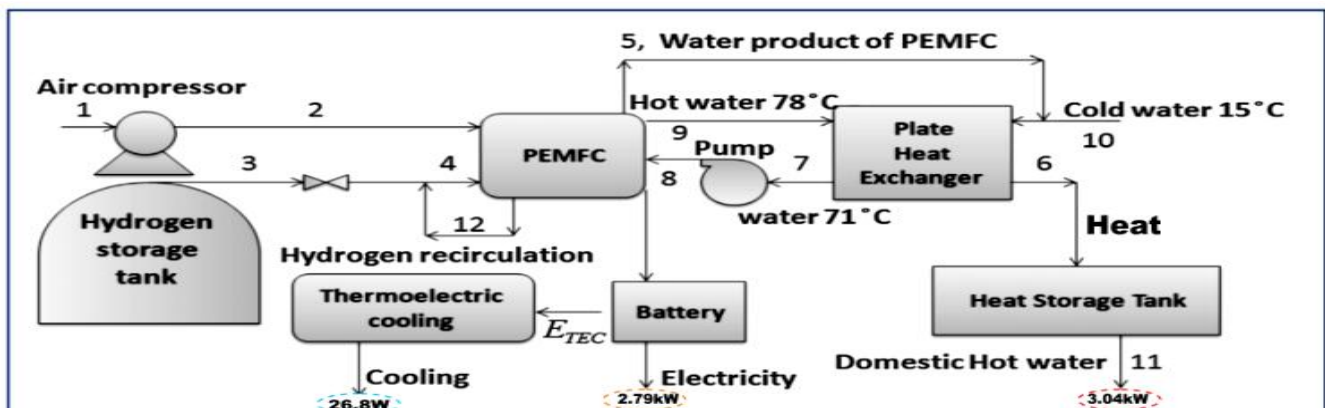 5, Water product of PEMFC
Air compressor
1
2
Hot water 78°C
Cold water 15°C
9
10
PEMFC
Pump
Plate
Heat
Exchanger
3
4
8
7
6
water 71°C
12
Hydrogen
storage
tank
Hydrogen recirculation
Heat
Thermoelectric
cooling
E_TEC
Battery
Heat Storage Tank
Cooling
Electricity
Domestic Hot water 11
26.8W
2.79kW
3.04kW